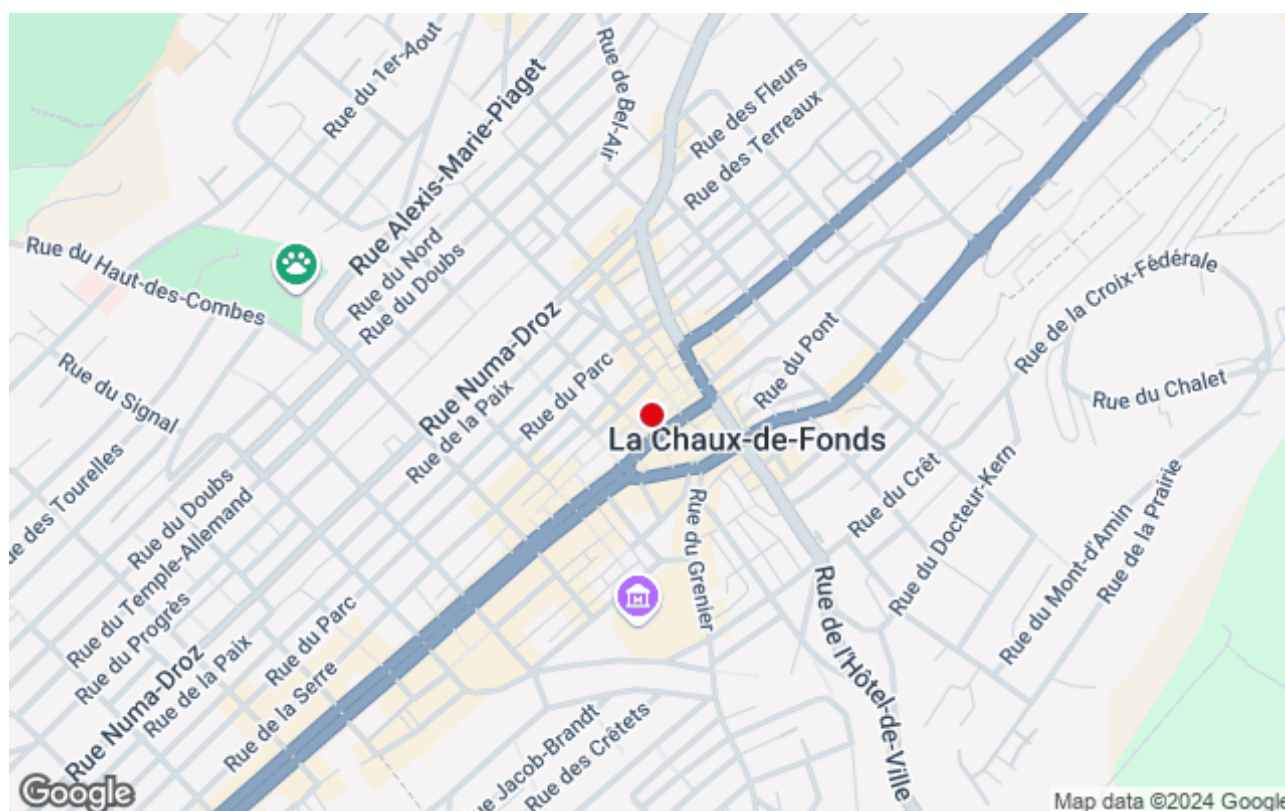 Rue du 1er-Aout
Rue Alexis-Marie-Piaget
Rue de Bel-Air
Rue des Fleurs
Rue des Terreaux
Rue du Haut-des-Combes
Rue du Nord
Rue du Doubs
Rue Numa-Droz
Rue de la Croix-Fédérale
Rue du Signal
Rue de la Paix
Rue du Parc
Rue du Pont
Rue du Chalet
La Chaux-de-Fonds
ue des Tourelles
Rue du Doubs
Rue du Temple-Allemand
Rue du Progrès
Rue Numa-Droz
Rue de la Paix
Rue du Parc
Rue de la Serre
Rue du Grenier
Rue du Crêt
Rue du Docteur-Kern
Rue du Mont-d'Amin
Rue de la Prairie
Rue de l'Hôtel-de-Ville
ue Jacob-Brandt
Rue des Crêtets
Google
Map data ©2024 Google